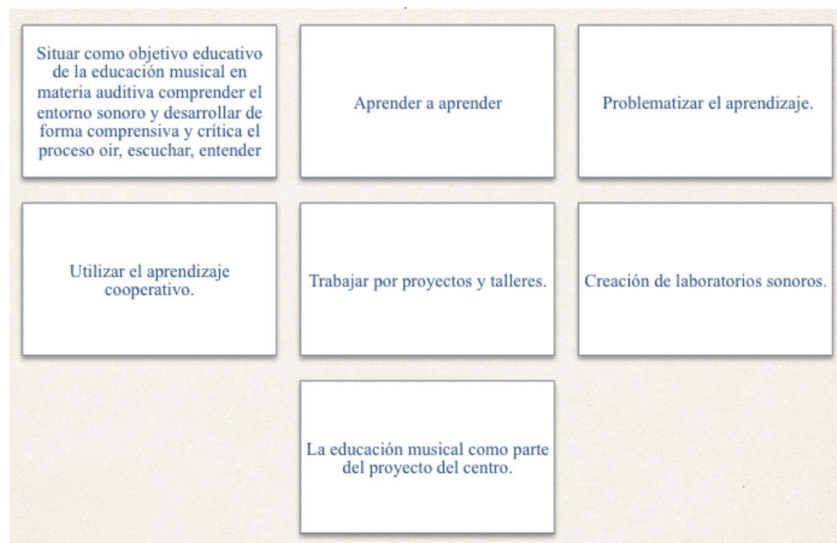 Situar como objetivo educativo
de la educación musical en
materia auditiva comprender el
entorno sonoro y desarrollar de
forma comprensiva y crítica el
proceso oir, escuchar, entender
Aprender a aprender
Problematizar el aprendizaje.
Utilizar el aprendizaje
cooperativo.
Trabajar por proyectos y talleres.
Creación de laboratorios sonoros.
La educación musical como parte
del proyecto del centro.